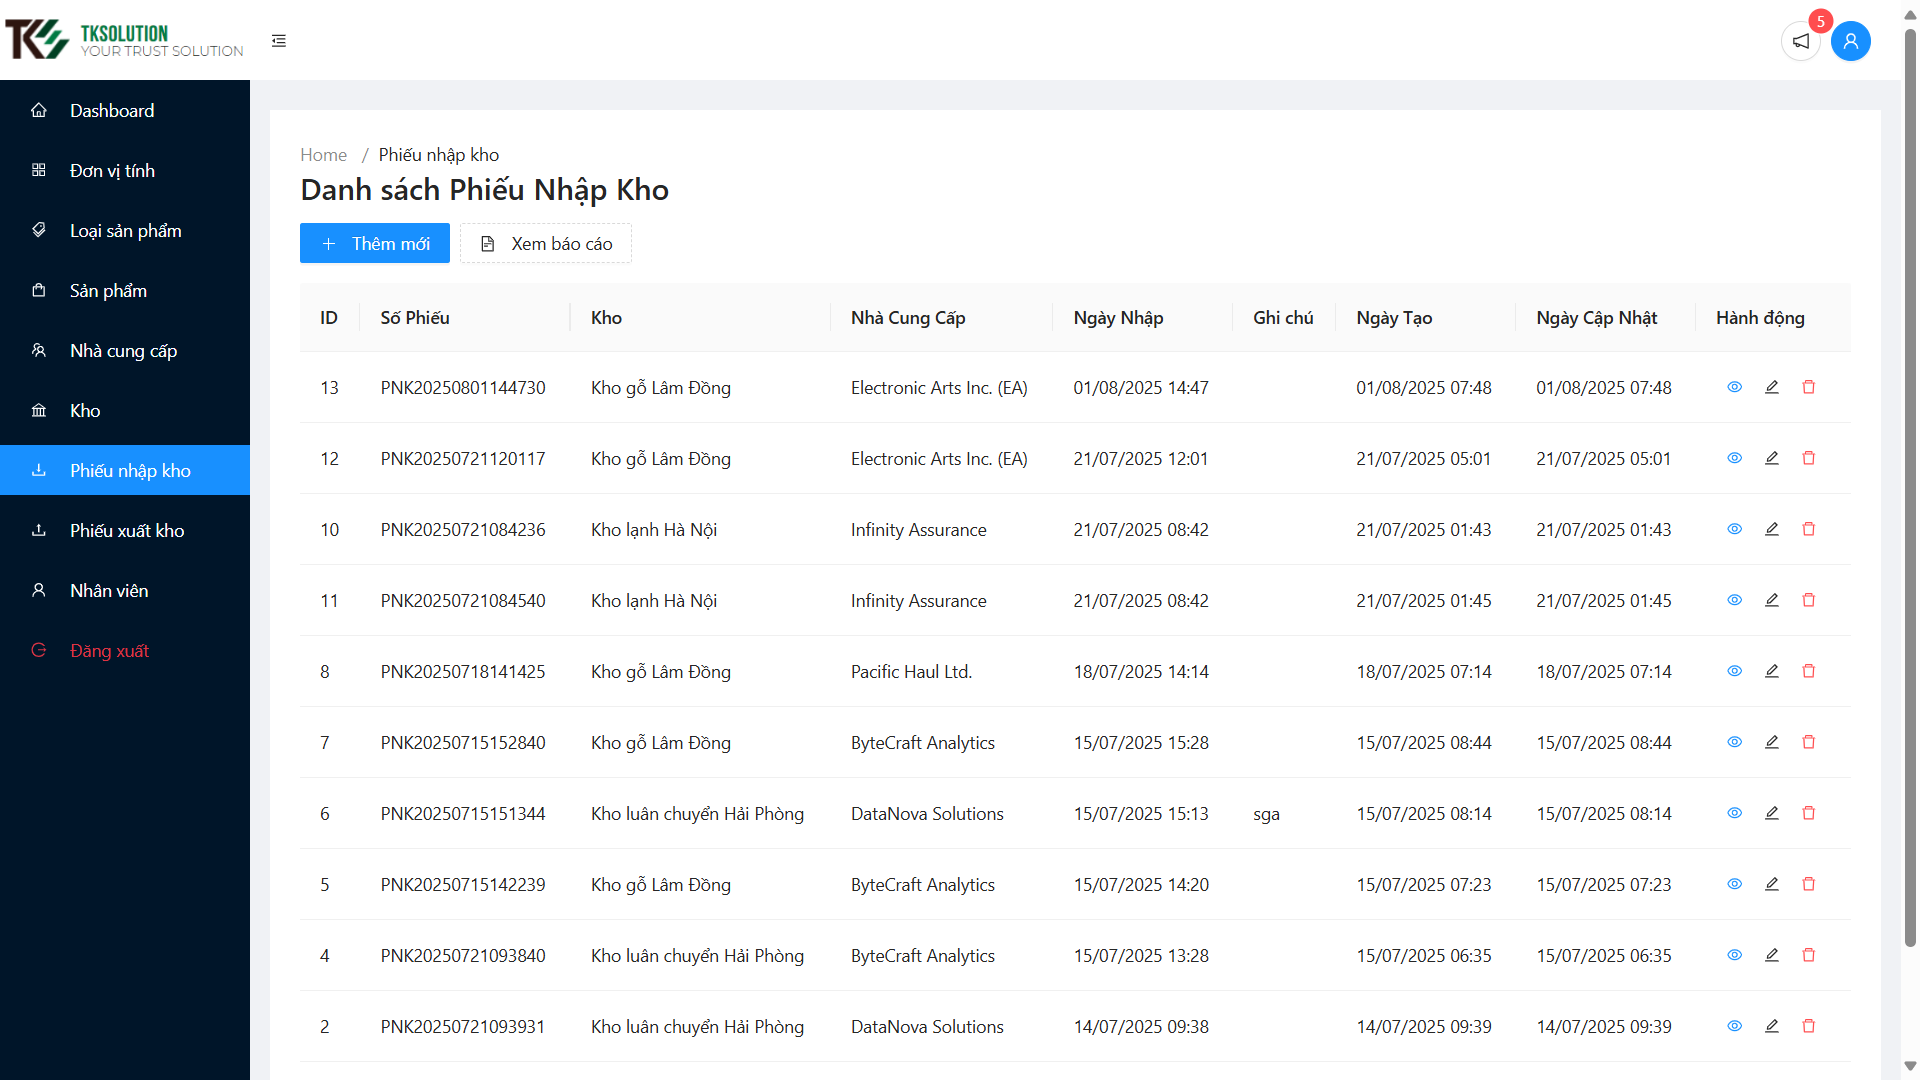 TKS TKSOLUTION
YOUR TRUST SOLUTION
5
Dashboard
Đơn vị tính
Loại sản phẩm
Sản phẩm
Nhà cung cấp
Kho
Phiếu nhập kho
Phiếu xuất kho
Nhân viên
Đăng xuất
Home / Phiếu nhập kho
Danh sách Phiếu Nhập Kho
Thêm mới Xem báo cáo
ID Số Phiếu Kho Nhà Cung Cấp Ngày Nhập Ghi chú Ngày Tạo Ngày Cập Nhật Hành động
13 PNK20250801144730 Kho gỗ Lâm Đồng Electronic Arts Inc. (EA) 01/08/2025 14:47 01/08/2025 07:48 01/08/2025 07:48
12 PNK20250721120117 Kho gỗ Lâm Đồng Electronic Arts Inc. (EA) 21/07/2025 12:01 21/07/2025 05:01 21/07/2025 05:01
10 PNK20250721084236 Kho lạnh Hà Nội Infinity Assurance 21/07/2025 08:42 21/07/2025 01:43 21/07/2025 01:43
11 PNK20250721084540 Kho lạnh Hà Nội Infinity Assurance 21/07/2025 08:42 21/07/2025 01:45 21/07/2025 01:45
8 PNK20250718141425 Kho gỗ Lâm Đồng Pacific Haul Ltd. 18/07/2025 14:14 18/07/2025 07:14 18/07/2025 07:14
7 PNK20250715152840 Kho gỗ Lâm Đồng ByteCraft Analytics 15/07/2025 15:28 15/07/2025 08:44 15/07/2025 08:44
6 PNK20250715151344 Kho luân chuyển Hải Phòng DataNova Solutions 15/07/2025 15:13 sga 15/07/2025 08:14 15/07/2025 08:14
5 PNK20250715142239 Kho gỗ Lâm Đồng ByteCraft Analytics 15/07/2025 14:20 15/07/2025 07:23 15/07/2025 07:23
4 PNK20250721093840 Kho luân chuyển Hải Phòng ByteCraft Analytics 15/07/2025 13:28 15/07/2025 06:35 15/07/2025 06:35
2 PNK20250721093931 Kho luân chuyển Hải Phòng DataNova Solutions 14/07/2025 09:38 14/07/2025 09:39 14/07/2025 09:39